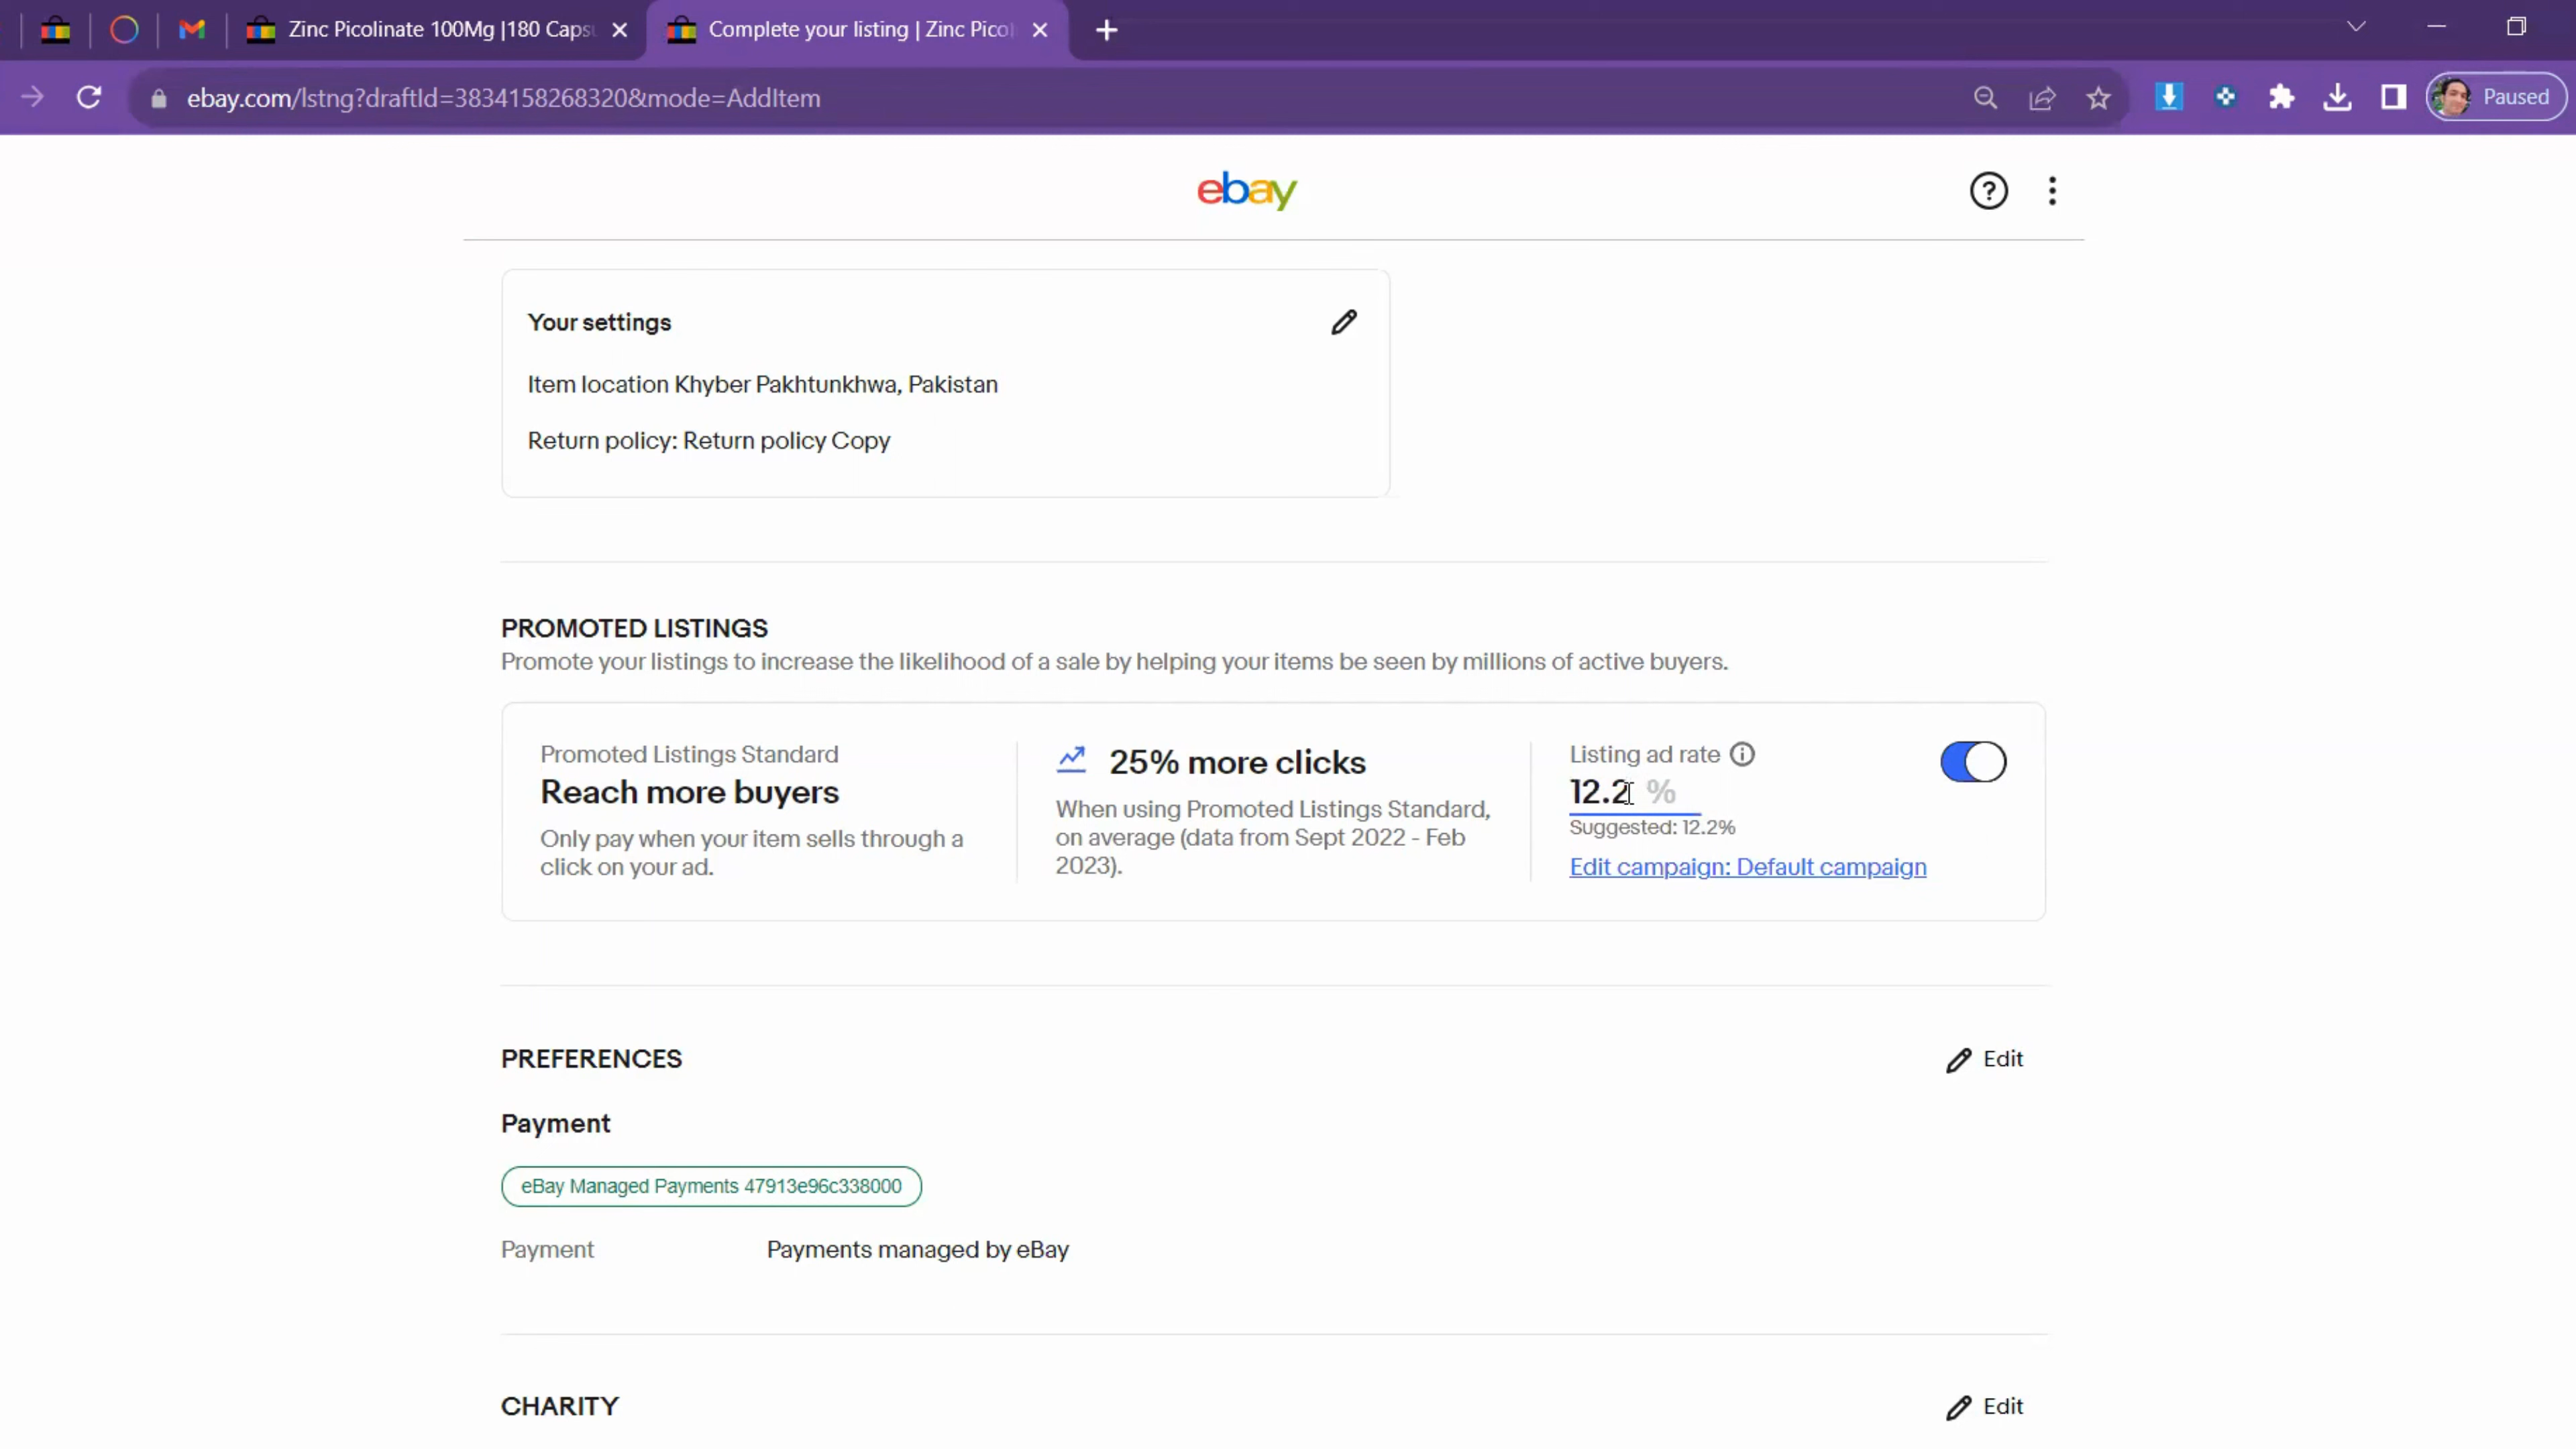 Zinc Picolinate 100Mg |180 Caps
Complete your listing | Zinc Pico
ebay.com/lstng?draftId=3834158268320&mode=AddItem
Paused
ebay
Your settings
Item location Khyber Pakhtunkhwa, Pakistan
Return policy: Return policy Copy
PROMOTED LISTINGS
Promote your listings to increase the likelihood of a sale by helping your items be seen by millions of active buyers.
Promoted Listings Standard
Reach more buyers
Only pay when your item sells through a
click on your ad.
25% more clicks
When using Promoted Listings Standard,
on average (data from Sept 2022 - Feb
2023).
Listing ad rate
12.2 %
Suggested: 12.2%
Edit campaign: Default campaign
PREFERENCES
Edit
Payment
eBay Managed Payments 47913e96c338000
Payment Payments managed by eBay
CHARITY
Edit